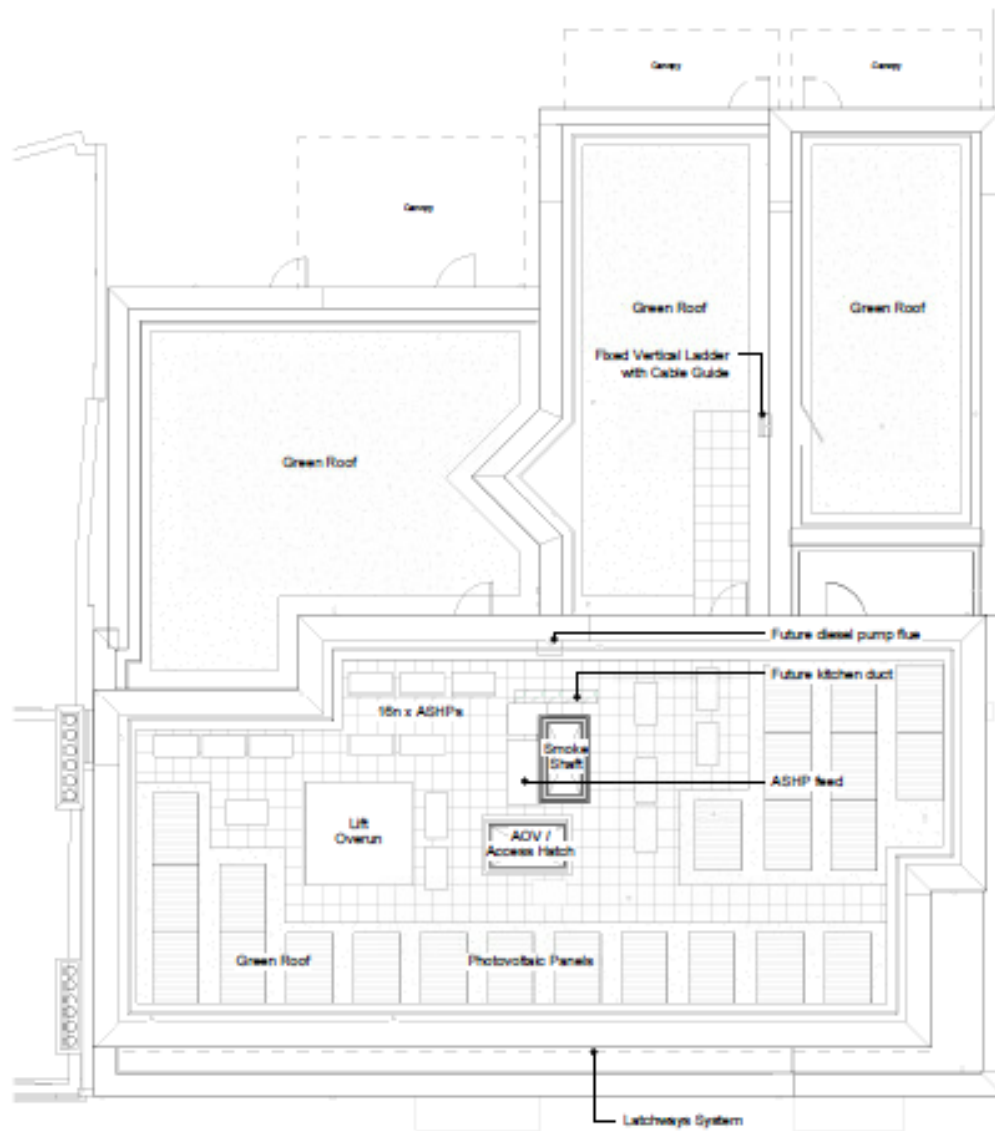 Canopy
Canopy
Canopy
Green Roof
Green Roof
Fixed Vertical Ladder
with Cable Guide
Green Roof
Future diesel pump flue
Future kitchen duct
16n x ASHPs
Smoke
Shaft
ASHP feed
Lift
Overun
AOV /
Access Hatch
Green Roof
Photovoltaic Panels
Latchways System